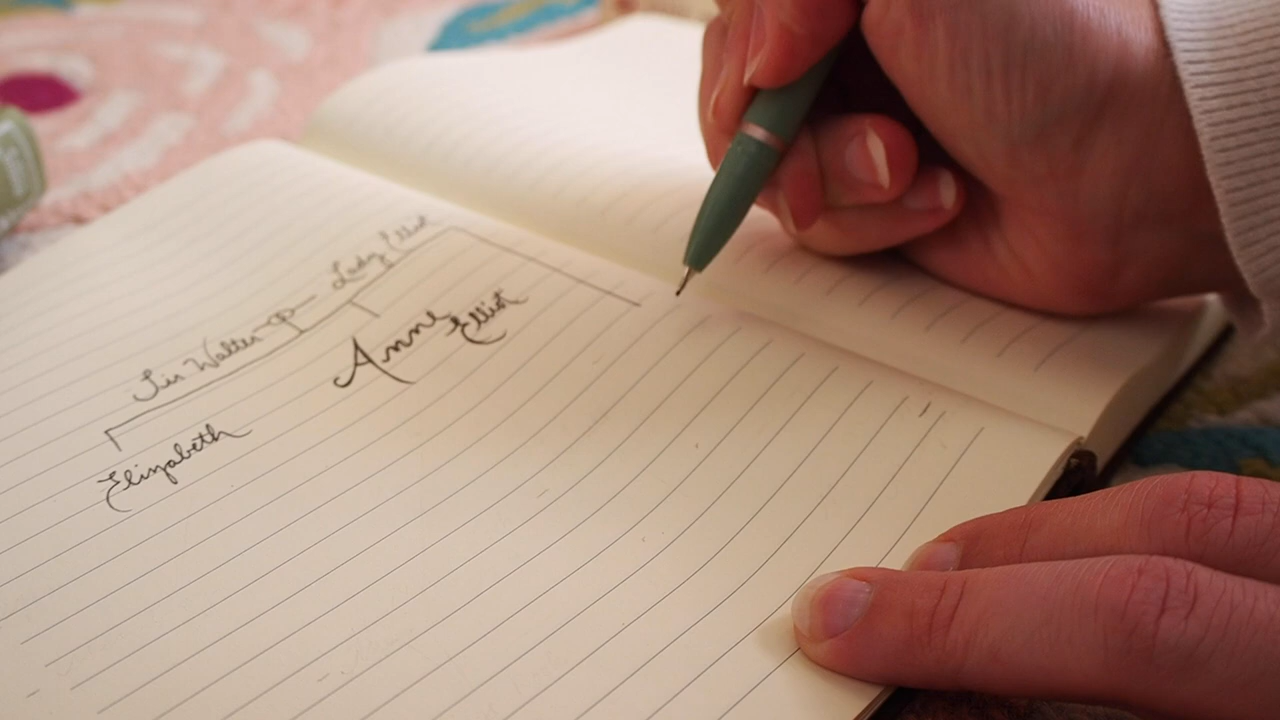 Sir Walter Lady Elliot
Elizabeth
Anne
Elliot